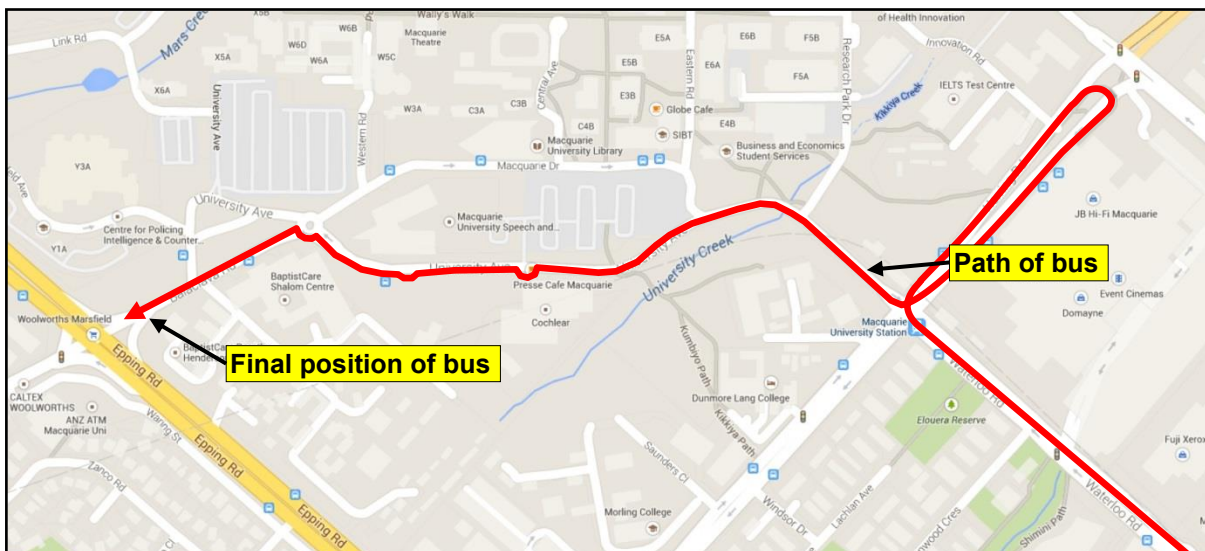 Wally's Walk
of Health Innovation
Link Rd
Mars Creek
X5B
X5A
W6B
W6D
W6A
W5C
Macquarie
Theatre
E5A
E6B
F5B
Innovation Rd
X6A
University
Ave
Central Ave
E5B
Eastern
Rd
E6A
F5A
Research Park Dr
IELTS Test Centre
Kikkiya Creek
W3A
C3A
C3B
E3B
Globe Cafe
Western Rd
C4B
SIBT
E4B
Y3A
Macquarie
University Library
Business and Economics
Student Services
Macquarie Dr
University Ave
JB Hi-Fi Macquarie
Centre for Policing
Intelligence & Counter...
Macquarie
University Speech and...
Y1A
University Creek
Path of bus
University Ave
BaptistCare
Shalom Centre
Presse Cafe Macquarie
Event Cinemas
Domayne
Woolworths Marsfield
Cochlear
Macquarie
University Station
Kumbiyo Path
Final position of bus
Epping Rd
Waterloo Rd
CALTEX
WOOLWORTHS
ANZ ATM
Macquarie Uni
Waring St
Dunmore Lang College
Elouera Reserve
Kikkiya Path
Epping Rd
Zanco Rd
Saunders Cl
Fuji Xerox
Lachlan Ave
Waterloo Rd
Windsor Dr
Morling College
Shimini Path
Epping Rd